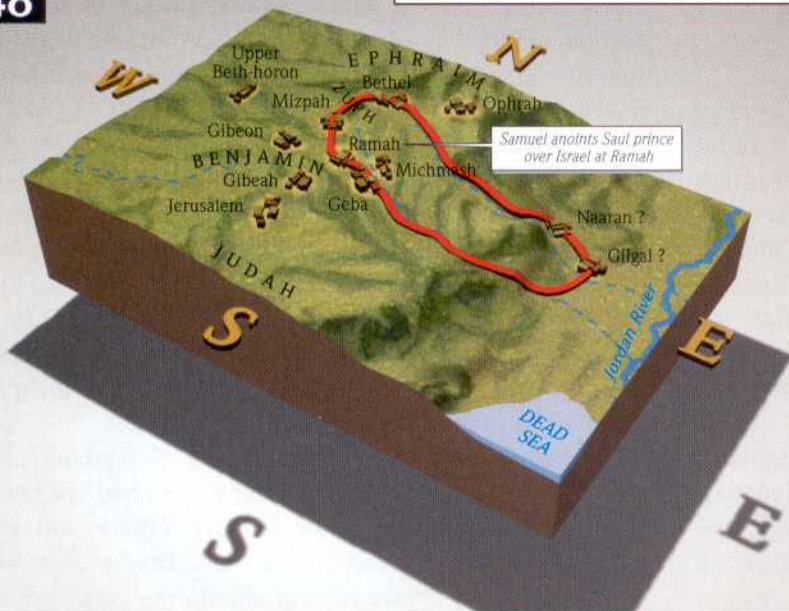 48
W
N
EPHRAIM
Upper
Beth-horon
Bethel
ZUPH
Ophrah
Mizpah
Gibeon
Ramah
Samuel anoints Saul prince
over Israel at Ramah
BENJAMIN
Michmash
Gibeah
Geba
Jerusalem
Naaran ?
Gilgal ?
JUDAH
S
Jordan River
E
DEAD
SEA
S
E